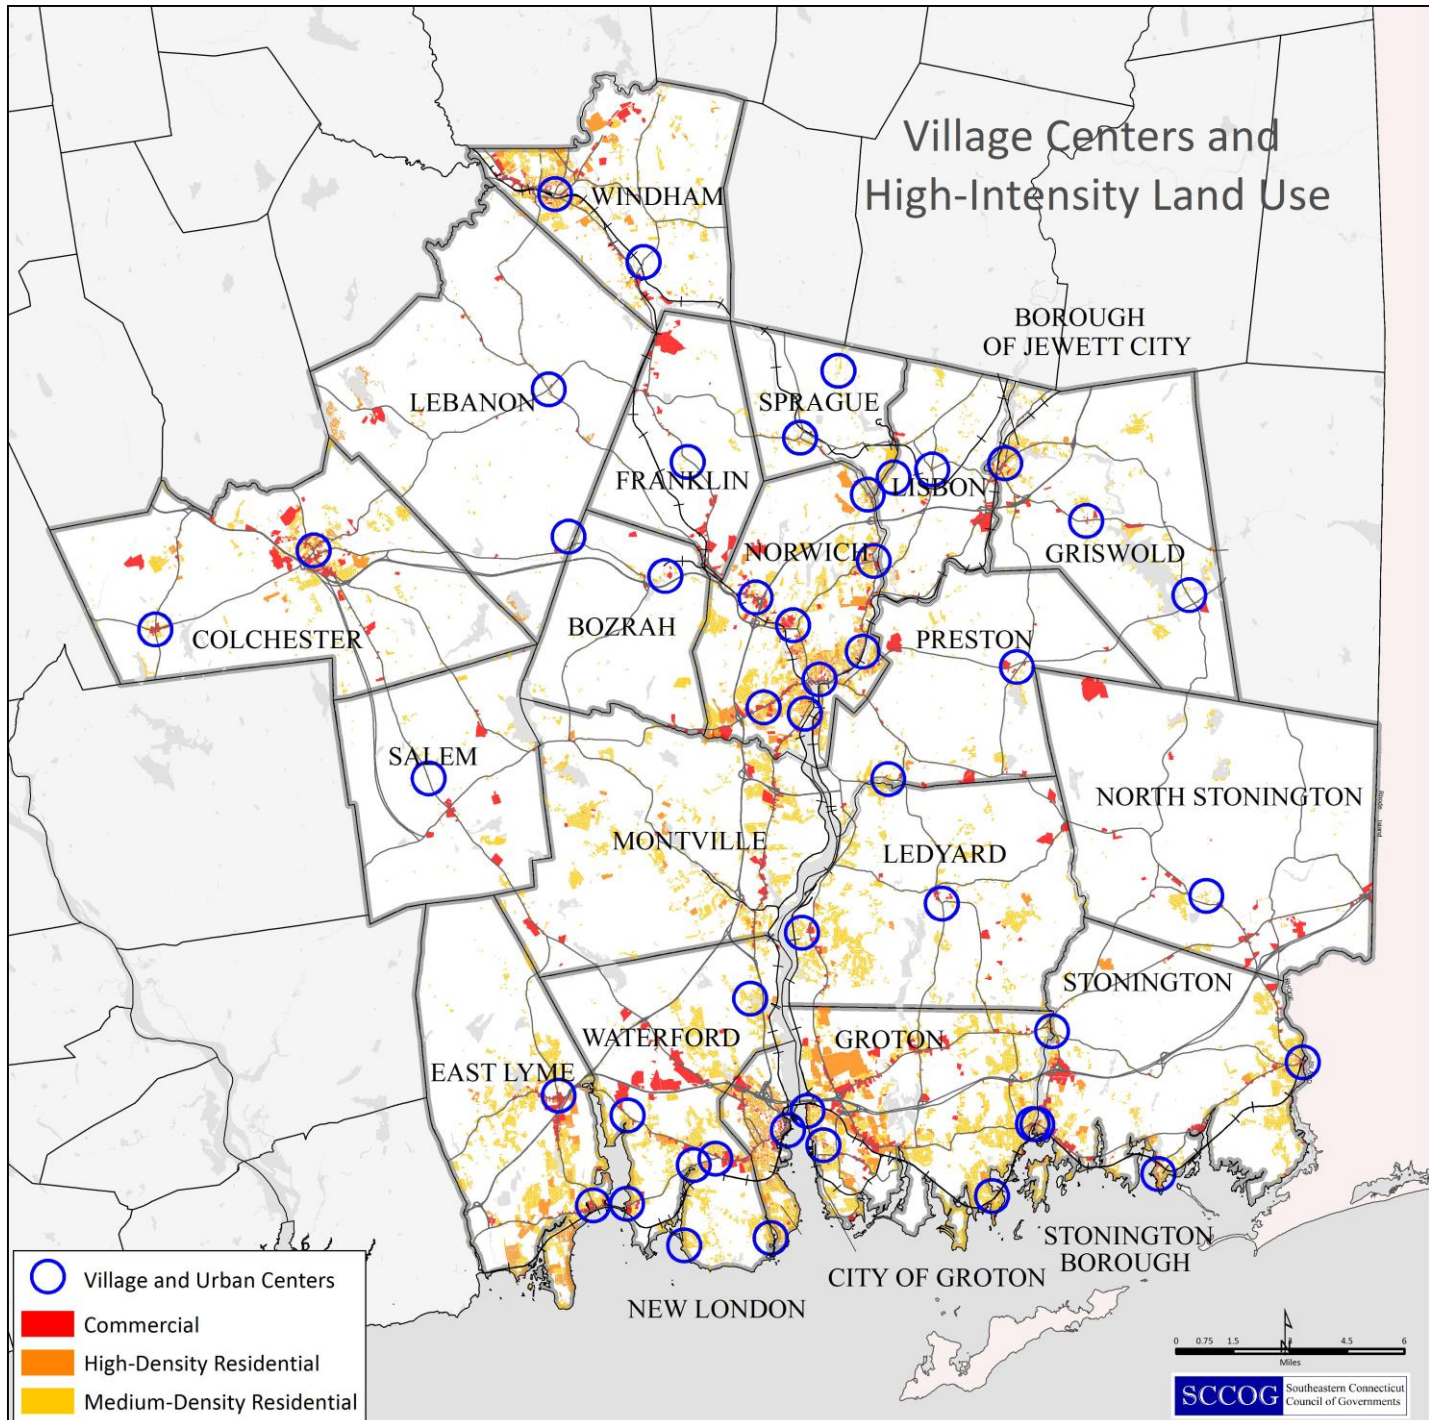 Village Centers and
High-Intensity Land Use
WINDHAM
BOROUGH
OF JEWETT CITY
LEBANON
SPRAGUE
FRANKLIN
LISBON
NORWICH
GRISWOLD
COLCHESTER
BOZRAH
PRESTON
SALEM
NORTH STONINGTON
Rhode Island
MONTVILLE
LEDYARD
STONINGTON
WATERFORD
GROTON
EAST LYME
STONINGTON
BOROUGH
CITY OF GROTON
NEW LONDON
Village and Urban Centers
Commercial
High-Density Residential
Medium-Density Residential
N
0 0.75 1.5 3 4.5 6
Miles
SCCOG
Southeastern Connecticut
Council of Governments